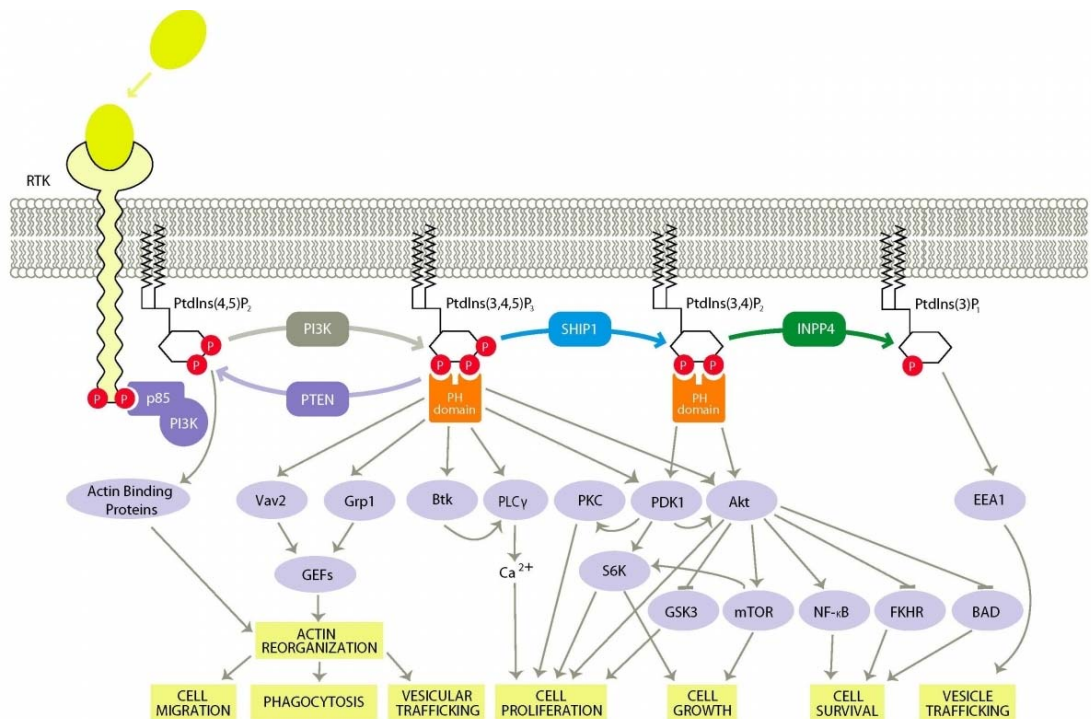 RTK
PtdIns(4,5)P2
PtdIns(3,4,5)P3
PtdIns(3,4)P2
PtdIns(3)P1
P
P
PI3K
P
P
P
SHIP1
P
P
INPP4
P
P
P
p85
PI3K
PTEN
PH
domain
PH
domain
Actin Binding
Proteins
Vav2
Grp1
Btk
PLCγ
PKC
PDK1
Akt
EEA1
GEFs
Ca 2+
S6K
GSK3
mTOR
NF-κB
FKHR
BAD
ACTIN
REORGANIZATION
CELL
MIGRATION
PHAGOCYTOSIS
VESICULAR
TRAFFICKING
CELL
PROLIFERATION
CELL
GROWTH
CELL
SURVIVAL
VESICLE
TRAFFICKING